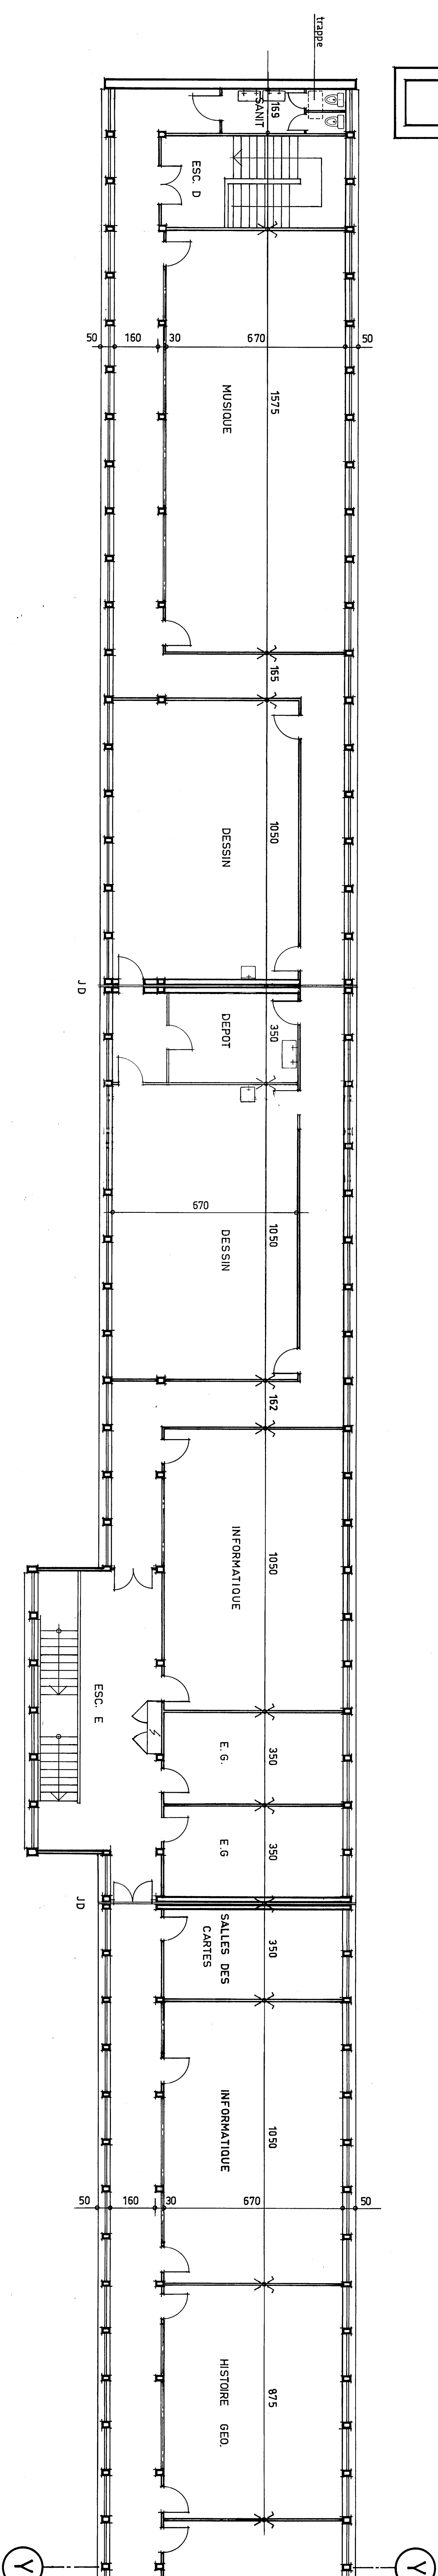 trappe
169
SANIT
ESC. D
50
160
30
670
50
1575
MUSIQUE
165
1050
DESSIN
JD
350
DEPOT
670
1050
DESSIN
162
1050
INFORMATIQUE
ESC. E
350
E.G.
350
E.G
JD
350
SALLES DES
CARTES
1050
INFORMATIQUE
50
160
30
670
50
875
HISTOIRE GEO.
Y
Y